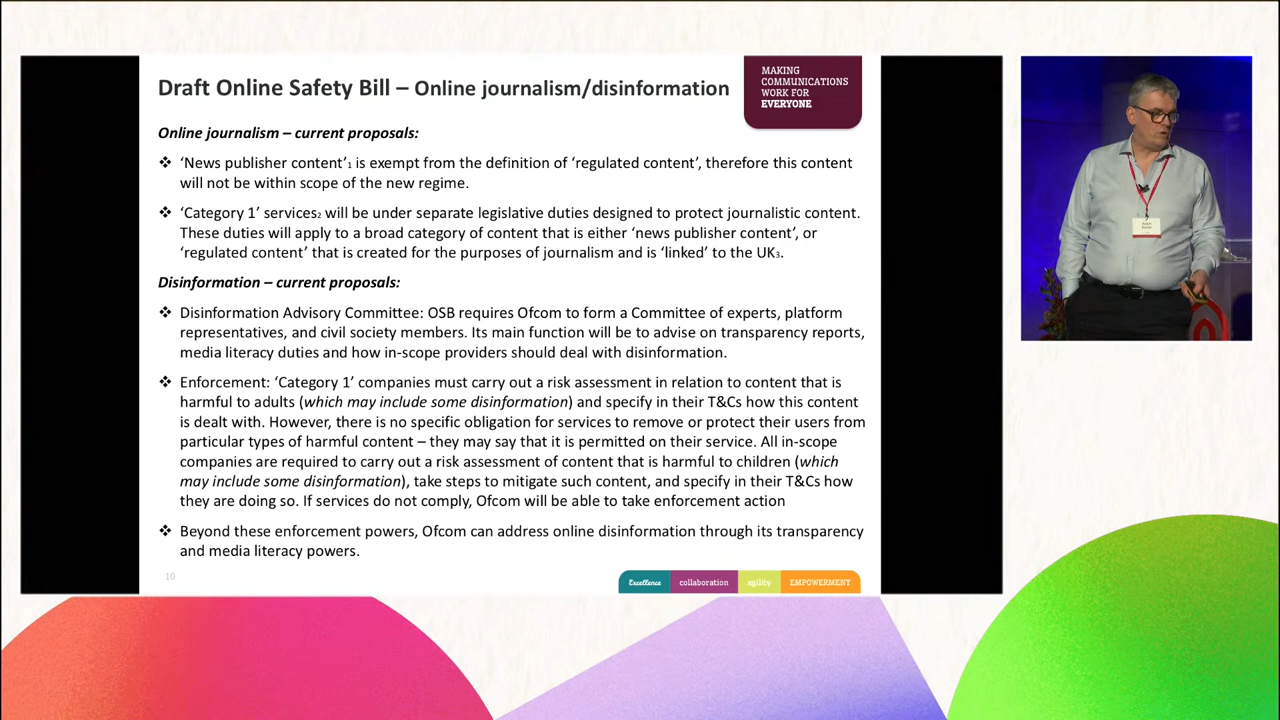 Draft Online Safety Bill – Online journalism/disinformation
MAKING
COMMUNICATIONS
WORK FOR
EVERYONE
Online journalism – current proposals:
❖ ‘News publisher content’1 is exempt from the definition of ‘regulated content’, therefore this content
will not be within scope of the new regime.
❖ ‘Category 1’ services2 will be under separate legislative duties designed to protect journalistic content.
These duties will apply to a broad category of content that is either ‘news publisher content’, or
‘regulated content’ that is created for the purposes of journalism and is ‘linked’ to the UK3.
Disinformation – current proposals:
❖ Disinformation Advisory Committee: OSB requires Ofcom to form a Committee of experts, platform
representatives, and civil society members. Its main function will be to advise on transparency reports,
media literacy duties and how in-scope providers should deal with disinformation.
❖ Enforcement: ‘Category 1’ companies must carry out a risk assessment in relation to content that is
harmful to adults (which may include some disinformation) and specify in their T&Cs how this content
is dealt with. However, there is no specific obligation for services to remove or protect their users from
particular types of harmful content – they may say that it is permitted on their service. All in-scope
companies are required to carry out a risk assessment of content that is harmful to children (which
may include some disinformation), take steps to mitigate such content, and specify in their T&Cs how
they are doing so. If services do not comply, Ofcom will be able to take enforcement action
❖ Beyond these enforcement powers, Ofcom can address online disinformation through its transparency
and media literacy powers.
10
Excellence collaboration agility EMPOWERMENT